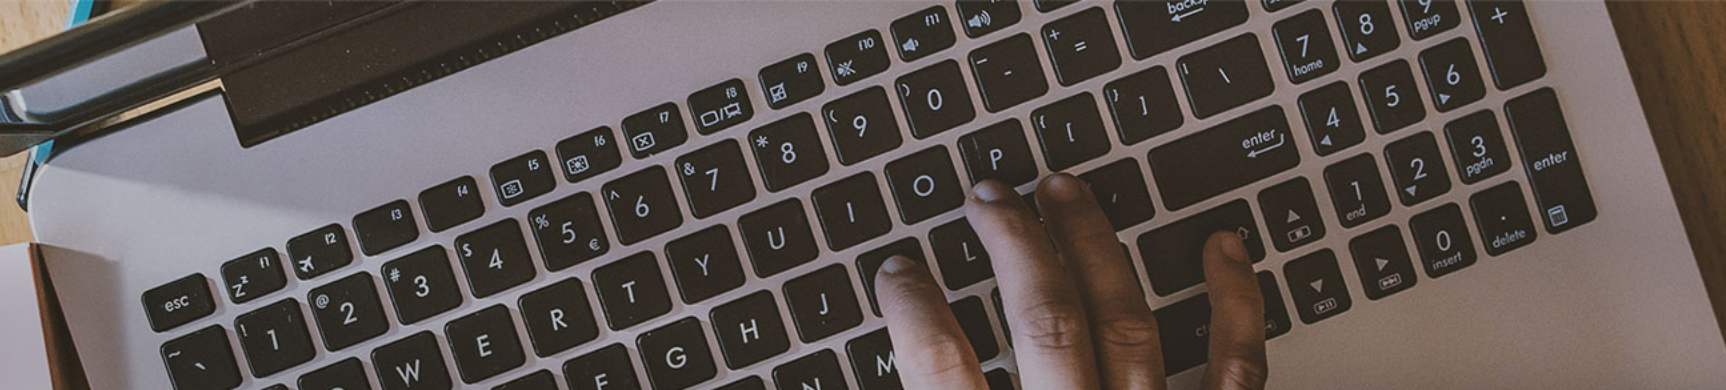 f11
f10
f9
f8
f7
f6
f5
f4
f3
f2
f1
esc z^z
backsp
~ ` ! 1 @ 2 # 3 $ 4 % 5 € ^ 6 & 7 * 8 ( 9 ) 0 _ - + =
7 home 8 9 pgup +
W E R T Y U I O P { [ } ] | \
4 5 6
F G H J L enter
1 end 2 3 pgdn enter
N M
0 insert . delete